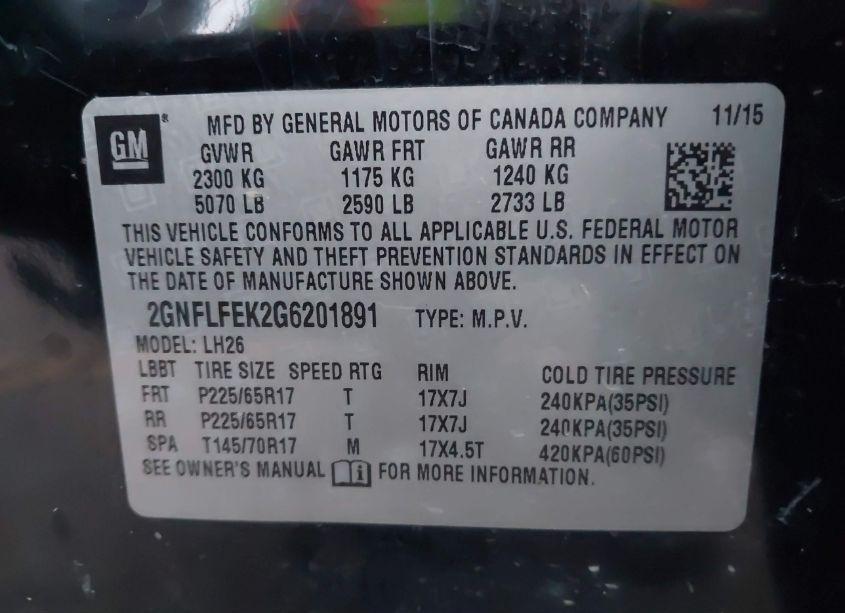 GM ® MFD BY GENERAL MOTORS OF CANADA COMPANY 11/15
GVWR GAWR FRT GAWR RR
2300 KG 1175 KG 1240 KG
5070 LB 2590 LB 2733 LB
THIS VEHICLE CONFORMS TO ALL APPLICABLE U.S. FEDERAL MOTOR
VEHICLE SAFETY AND THEFT PREVENTION STANDARDS IN EFFECT ON
THE DATE OF MANUFACTURE SHOWN ABOVE.
2GNFLFEK2G6201891 TYPE: M.P.V.
MODEL: LH26
LBBT TIRE SIZE SPEED RTG RIM COLD TIRE PRESSURE
FRT P225/65R17 T 17X7J 240KPA(35PSI)
RR P225/65R17 T 17X7J 240KPA(35PSI)
SPA T145/70R17 M 17X4.5T 420KPA(60PSI)
SEE OWNER'S MANUAL i FOR MORE INFORMATION.